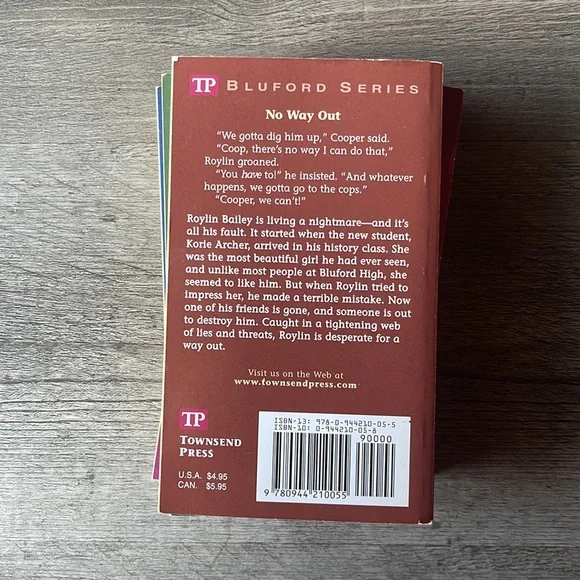 TP BLUFORD SERIES
No Way Out
"We gotta dig him up," Cooper said.
"Coop, there's no way I can do that,"
Roylin groaned.
"You have to!" he insisted. "And whatever
happens, we gotta go to the cops."
"Cooper, we can't!"
Roylin Bailey is living a nightmare—and it's
all his fault. It started when the new student,
Korie Archer, arrived in his history class. She
was the most beautiful girl he had ever seen,
and unlike most people at Bluford High, she
seemed to like him. But when Roylin tried to
impress her, he made a terrible mistake. Now
one of his friends is gone, and someone is out
to destroy him. Caught in a tightening web
of lies and threats, Roylin is desperate for a
way out.
Visit us on the Web at
www.townsendpress.com
TP
TOWNSEND
PRESS
U.S.A. $4.95
CAN. $5.95
ISBN-13: 978-0-944210-05-5
ISBN-10: 0-944210-05-8
90000
9 780944 210055